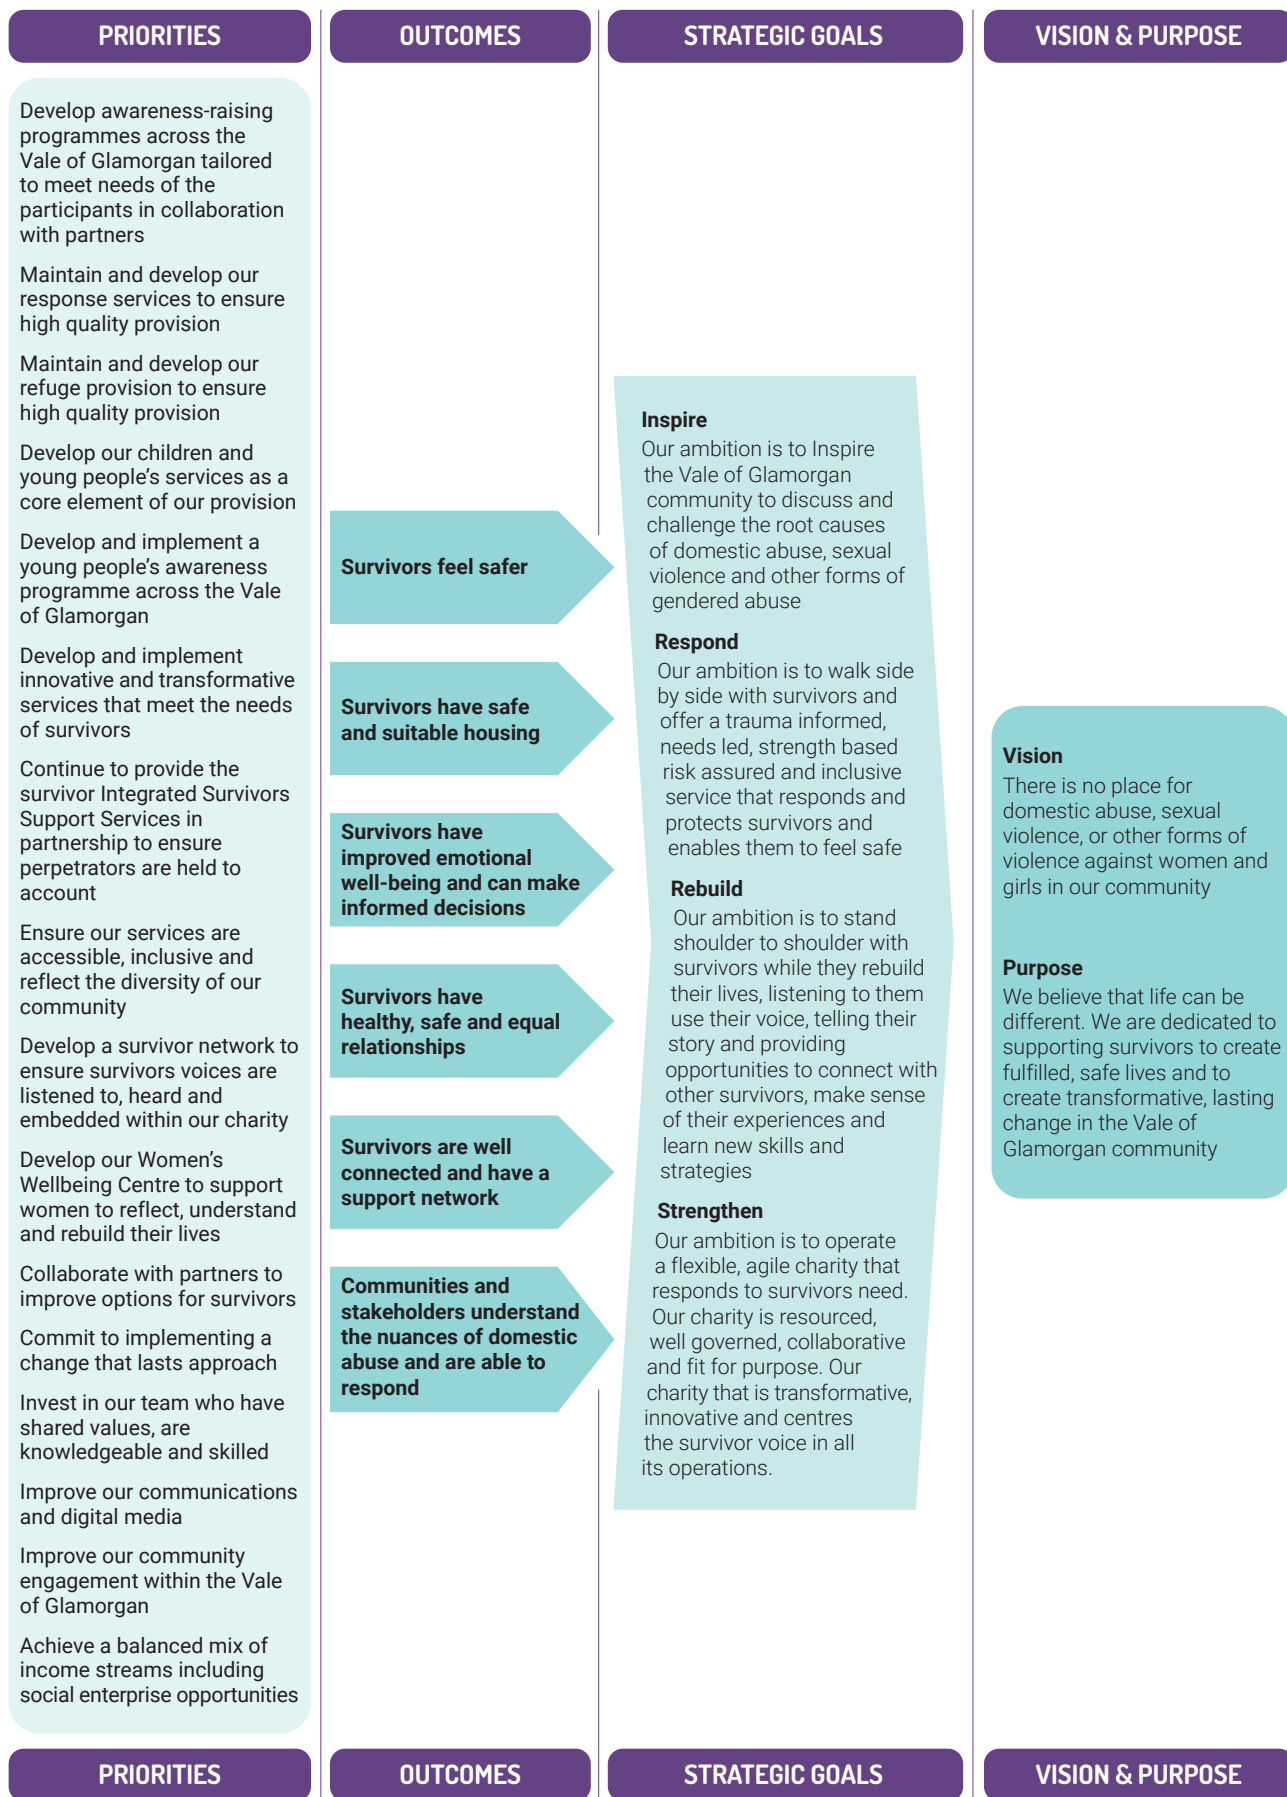 PRIORITIES
OUTCOMES
STRATEGIC GOALS
VISION & PURPOSE
Develop awareness-raising
programmes across the
Vale of Glamorgan tailored
to meet needs of the
participants in collaboration
with partners
Maintain and develop our
response services to ensure
high quality provision
Maintain and develop our
refuge provision to ensure
high quality provision
Develop our children and
young people's services as a
core element of our provision
Develop and implement a
young people's awareness
programme across the Vale
of Glamorgan
Develop and implement
innovative and transformative
services that meet the needs
of survivors
Continue to provide the
survivor Integrated Survivors
Support Services in
partnership to ensure
perpetrators are held to
account
Ensure our services are
accessible, inclusive and
reflect the diversity of our
community
Develop a survivor network to
ensure survivors voices are
listened to, heard and
embedded within our charity
Develop our Women's
Wellbeing Centre to support
women to reflect, understand
and rebuild their lives
Collaborate with partners to
improve options for survivors
Commit to implementing a
change that lasts approach
Invest in our team who have
shared values, are
knowledgeable and skilled
Improve our communications
and digital media
Improve our community
engagement within the Vale
of Glamorgan
Achieve a balanced mix of
income streams including
social enterprise opportunities
Survivors feel safer
Survivors have safe
and suitable housing
Survivors have
improved emotional
well-being and can make
informed decisions
Survivors have
healthy, safe and equal
relationships
Survivors are well
connected and have a
support network
Communities and
stakeholders understand
the nuances of domestic
abuse and are able to
respond
Inspire
Our ambition is to Inspire
the Vale of Glamorgan
community to discuss and
challenge the root causes
of domestic abuse, sexual
violence and other forms of
gendered abuse
Respond
Our ambition is to walk side
by side with survivors and
offer a trauma informed,
needs led, strength based
risk assured and inclusive
service that responds and
protects survivors and
enables them to feel safe
Rebuild
Our ambition is to stand
shoulder to shoulder with
survivors while they rebuild
their lives, listening to them
use their voice, telling their
story and providing
opportunities to connect with
other survivors, make sense
of their experiences and
learn new skills and
strategies
Strengthen
Our ambition is to operate
a flexible, agile charity that
responds to survivors need.
Our charity is resourced,
well governed, collaborative
and fit for purpose. Our
charity that is transformative,
innovative and centres
the survivor voice in all
its operations.
Vision
There is no place for
domestic abuse, sexual
violence, or other forms of
violence against women and
girls in our community
Purpose
We believe that life can be
different. We are dedicated to
supporting survivors to create
fulfilled, safe lives and to
create transformative, lasting
change in the Vale of
Glamorgan community
PRIORITIES
OUTCOMES
STRATEGIC GOALS
VISION & PURPOSE